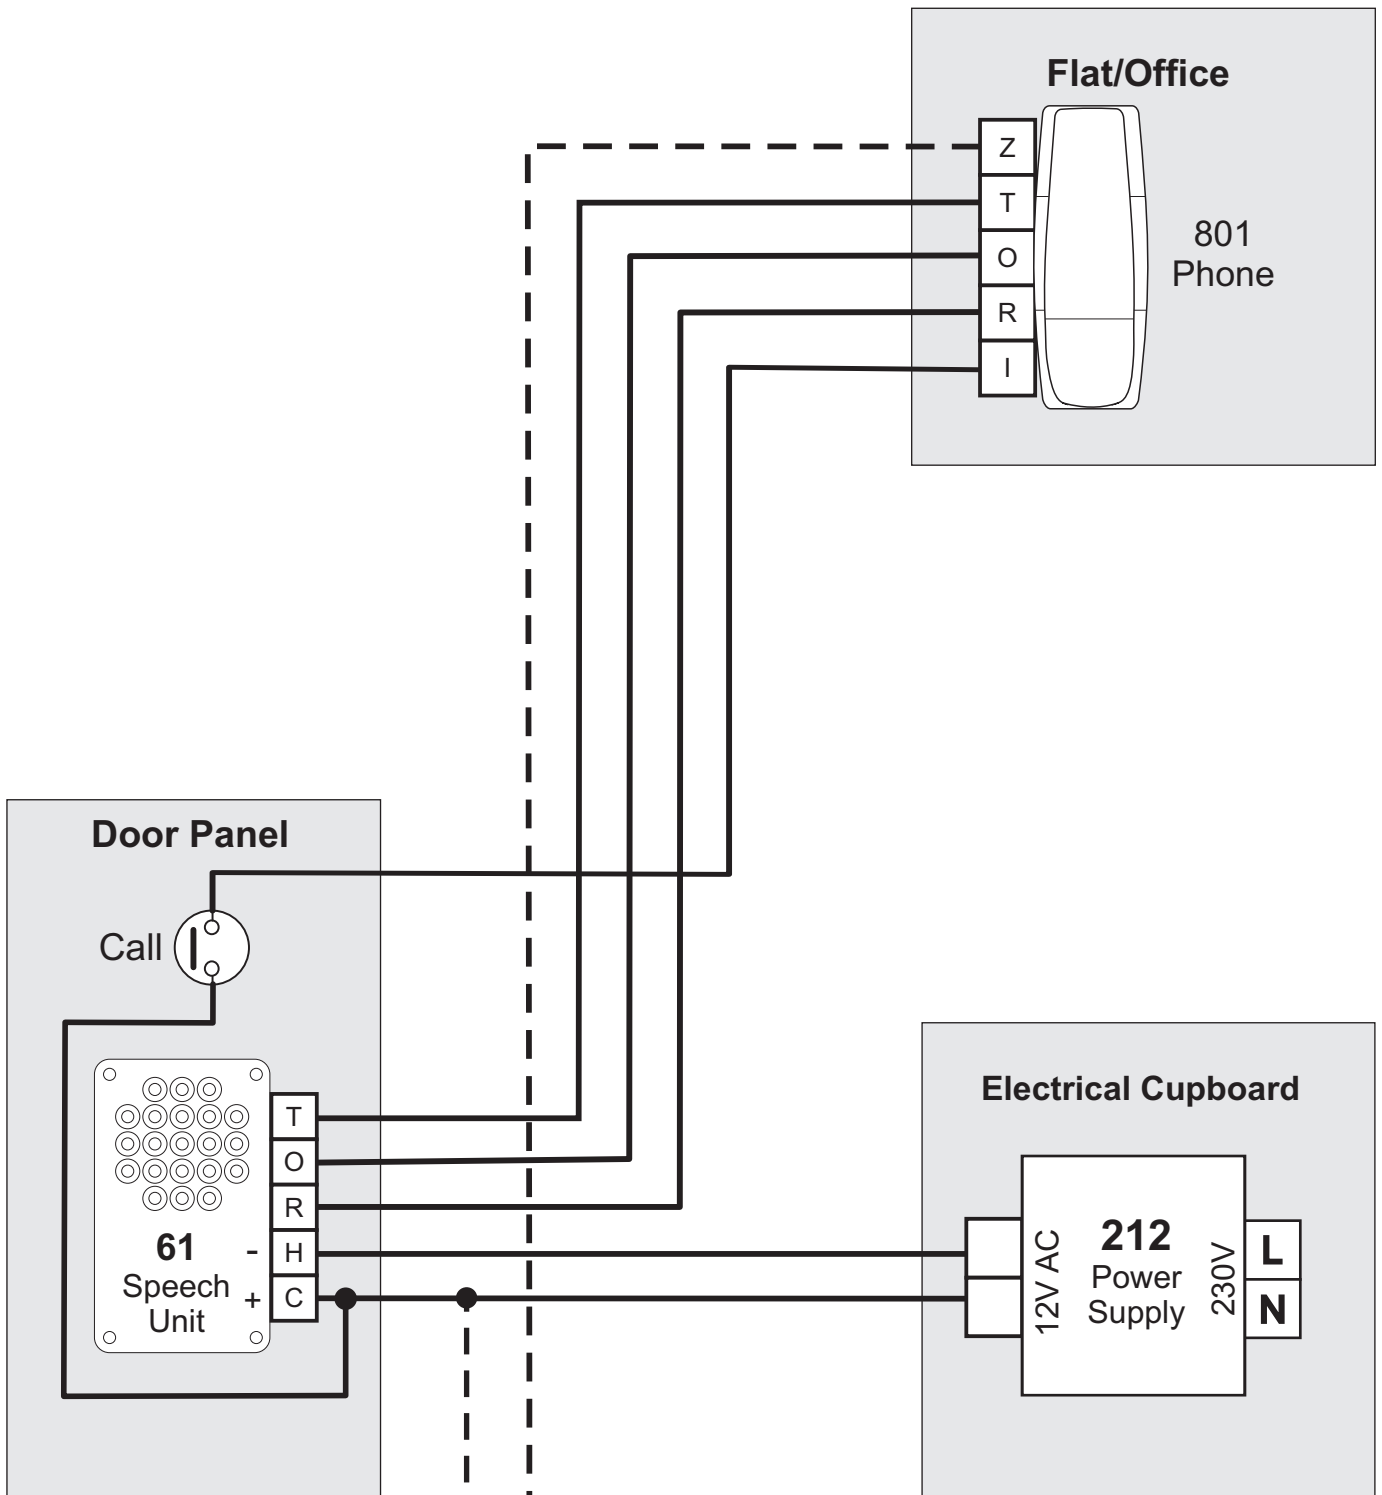 Flat/Office
Z
T
O
R
I
801
Phone
Door Panel
Call
T
O
R
- H
+ C
61
Speech
Unit
Electrical Cupboard
12V AC
212
Power
Supply
230V
L
N